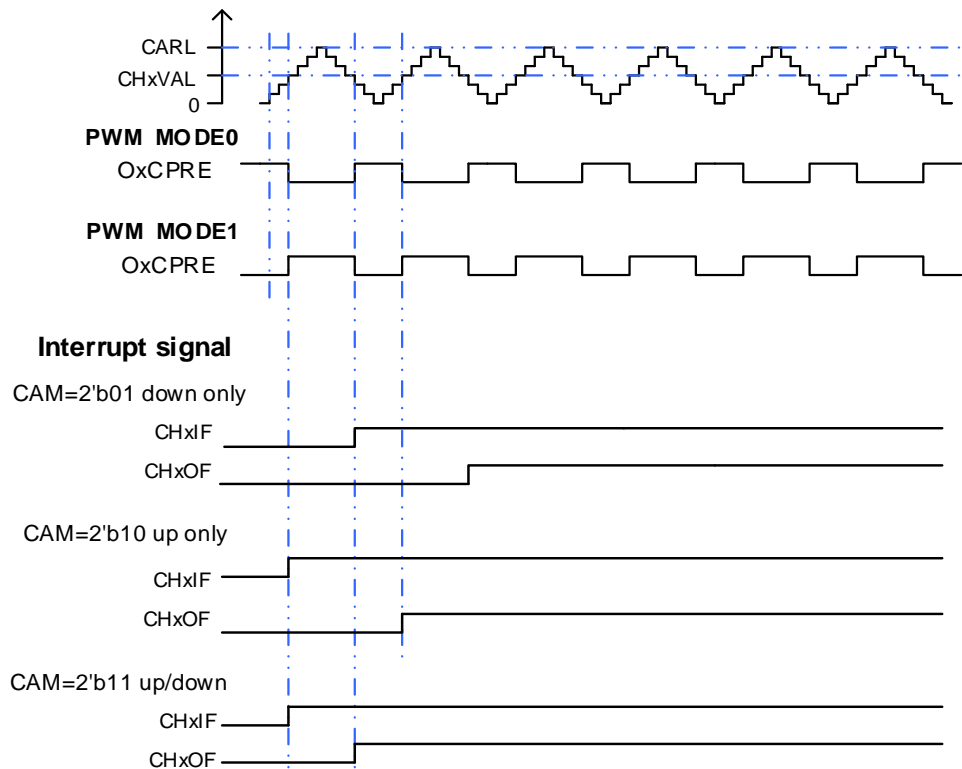 CARL
CHxVAL
0
PWM MODE0
OxCPRE
PWM MODE1
OxCPRE
Interrupt signal
CAM=2'b01 down only
CHxIF
CHxOF
CAM=2'b10 up only
CHxIF
CHxOF
CAM=2'b11 up/down
CHxIF
CHxOF